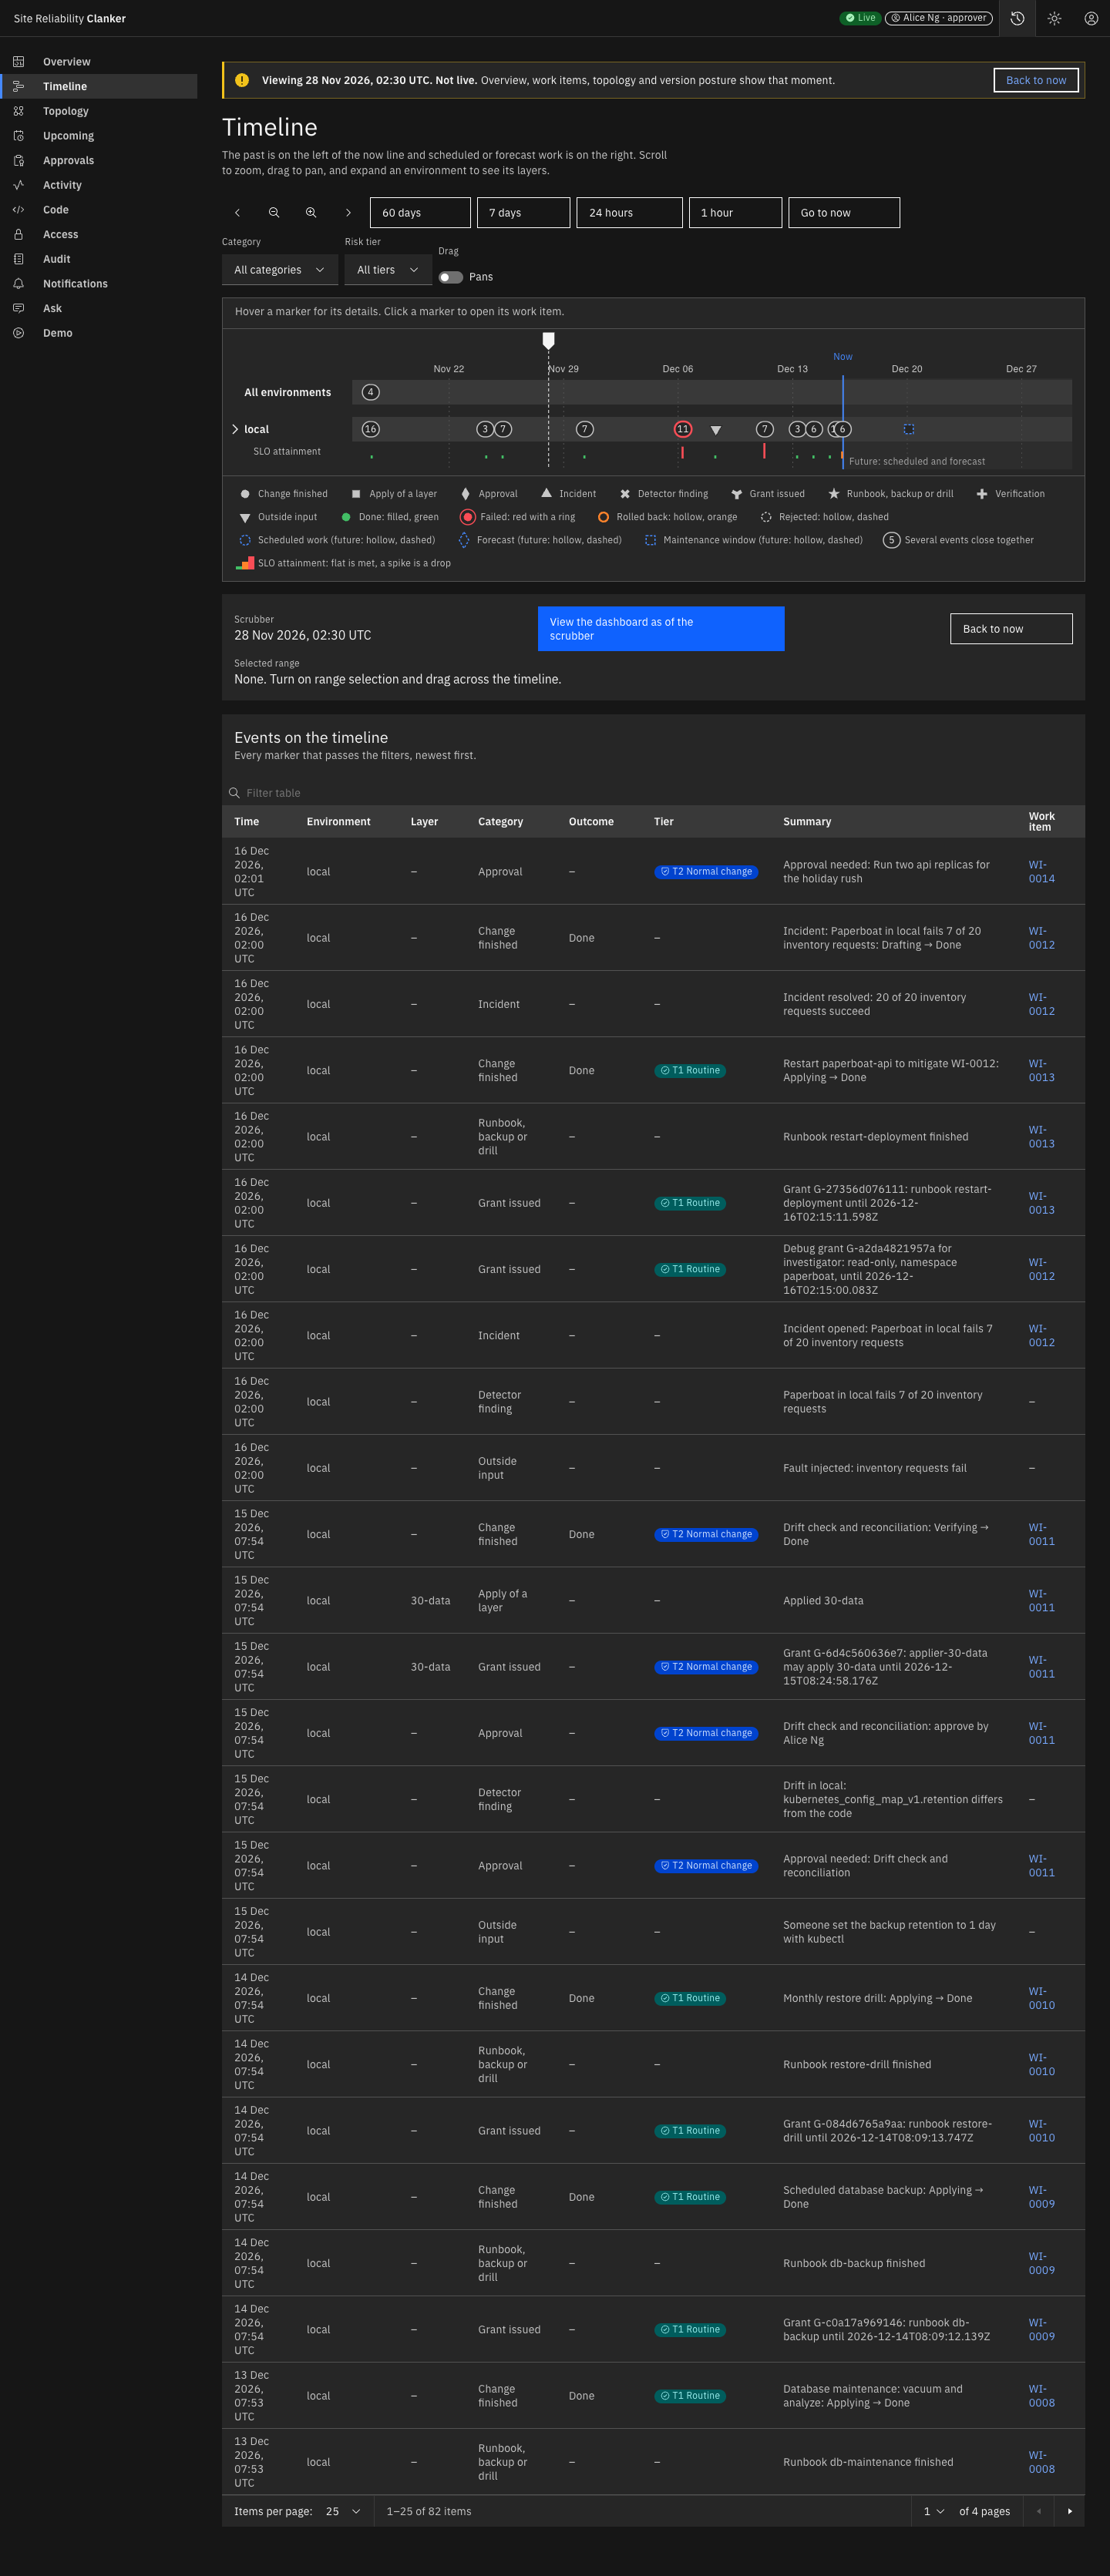 Site Reliability Clanker
Live
Alice Ng · approver
Overview
Timeline
Topology
Upcoming
Approvals
Activity
Code
Access
Audit
Notifications
Ask
Demo
Viewing 28 Nov 2026, 02:30 UTC. Not live. Overview, work items, topology and version posture show that moment.
Back to now
Timeline
The past is on the left of the now line and scheduled or forecast work is on the right. Scroll
to zoom, drag to pan, and expand an environment to see its layers.
60 days
7 days
24 hours
1 hour
Go to now
Category
Risk tier
Drag
All categories
All tiers
Pans
Hover a marker for its details. Click a marker to open its work item.
Now
Nov 22
Nov 29
Dec 06
Dec 13
Dec 20
Dec 27
All environments
4
local
16
3
7
7
11
7
3
6
6
SLO attainment
Future: scheduled and forecast
Change finished
Apply of a layer
Approval
Incident
Detector finding
Grant issued
Runbook, backup or drill
Verification
Outside input
Done: filled, green
Failed: red with a ring
Rolled back: hollow, orange
Rejected: hollow, dashed
Scheduled work (future: hollow, dashed)
Forecast (future: hollow, dashed)
Maintenance window (future: hollow, dashed)
5
Several events close together
SLO attainment: flat is met, a spike is a drop
Scrubber
28 Nov 2026, 02:30 UTC
View the dashboard as of the
scrubber
Back to now
Selected range
None. Turn on range selection and drag across the timeline.
Events on the timeline
Every marker that passes the filters, newest first.
Filter table
Time Environment Layer Category Outcome Tier Summary Work item
16 Dec 2026, 02:01 UTC local – Approval – T2 Normal change Approval needed: Run two api replicas for the holiday rush WI-0014
16 Dec 2026, 02:00 UTC local – Change finished Done – Incident: Paperboat in local fails 7 of 20 inventory requests: Drafting → Done WI-0012
16 Dec 2026, 02:00 UTC local – Incident – – Incident resolved: 20 of 20 inventory requests succeed WI-0012
16 Dec 2026, 02:00 UTC local – Change finished Done T1 Routine Restart paperboat-api to mitigate WI-0012: Applying → Done WI-0013
16 Dec 2026, 02:00 UTC local – Runbook, backup or drill – – Runbook restart-deployment finished WI-0013
16 Dec 2026, 02:00 UTC local – Grant issued – T1 Routine Grant G-27356d076111: runbook restart-deployment until 2026-12-16T02:15:11.598Z WI-0013
16 Dec 2026, 02:00 UTC local – Grant issued – T1 Routine Debug grant G-a2da4821957a for investigator: read-only, namespace paperboat, until 2026-12-16T02:15:00.083Z WI-0012
16 Dec 2026, 02:00 UTC local – Incident – – Incident opened: Paperboat in local fails 7 of 20 inventory requests WI-0012
16 Dec 2026, 02:00 UTC local – Detector finding – – Paperboat in local fails 7 of 20 inventory requests –
16 Dec 2026, 02:00 UTC local – Outside input – – Fault injected: inventory requests fail –
15 Dec 2026, 07:54 UTC local – Change finished Done T2 Normal change Drift check and reconciliation: Verifying → Done WI-0011
15 Dec 2026, 07:54 UTC local 30-data Apply of a layer – – Applied 30-data WI-0011
15 Dec 2026, 07:54 UTC local 30-data Grant issued – T2 Normal change Grant G-6d4c560636e7: applier-30-data may apply 30-data until 2026-12-15T08:24:58.176Z WI-0011
15 Dec 2026, 07:54 UTC local – Approval – T2 Normal change Drift check and reconciliation: approve by Alice Ng WI-0011
15 Dec 2026, 07:54 UTC local – Detector finding – – Drift in local: kubernetes_config_map_v1.retention differs from the code –
15 Dec 2026, 07:54 UTC local – Approval – T2 Normal change Approval needed: Drift check and reconciliation WI-0011
15 Dec 2026, 07:54 UTC local – Outside input – – Someone set the backup retention to 1 day with kubectl –
14 Dec 2026, 07:54 UTC local – Change finished Done T1 Routine Monthly restore drill: Applying → Done WI-0010
14 Dec 2026, 07:54 UTC local – Runbook, backup or drill – – Runbook restore-drill finished WI-0010
14 Dec 2026, 07:54 UTC local – Grant issued – T1 Routine Grant G-084d6765a9aa: runbook restore-drill until 2026-12-14T08:09:13.747Z WI-0010
14 Dec 2026, 07:54 UTC local – Change finished Done T1 Routine Scheduled database backup: Applying → Done WI-0009
14 Dec 2026, 07:54 UTC local – Runbook, backup or drill – – Runbook db-backup finished WI-0009
14 Dec 2026, 07:54 UTC local – Grant issued – T1 Routine Grant G-c0a17a969146: runbook db-backup until 2026-12-14T08:09:12.139Z WI-0009
13 Dec 2026, 07:53 UTC local – Change finished Done T1 Routine Database maintenance: vacuum and analyze: Applying → Done WI-0008
13 Dec 2026, 07:53 UTC local – Runbook, backup or drill – – Runbook db-maintenance finished WI-0008
Items per page: 25
1–25 of 82 items
1 of 4 pages